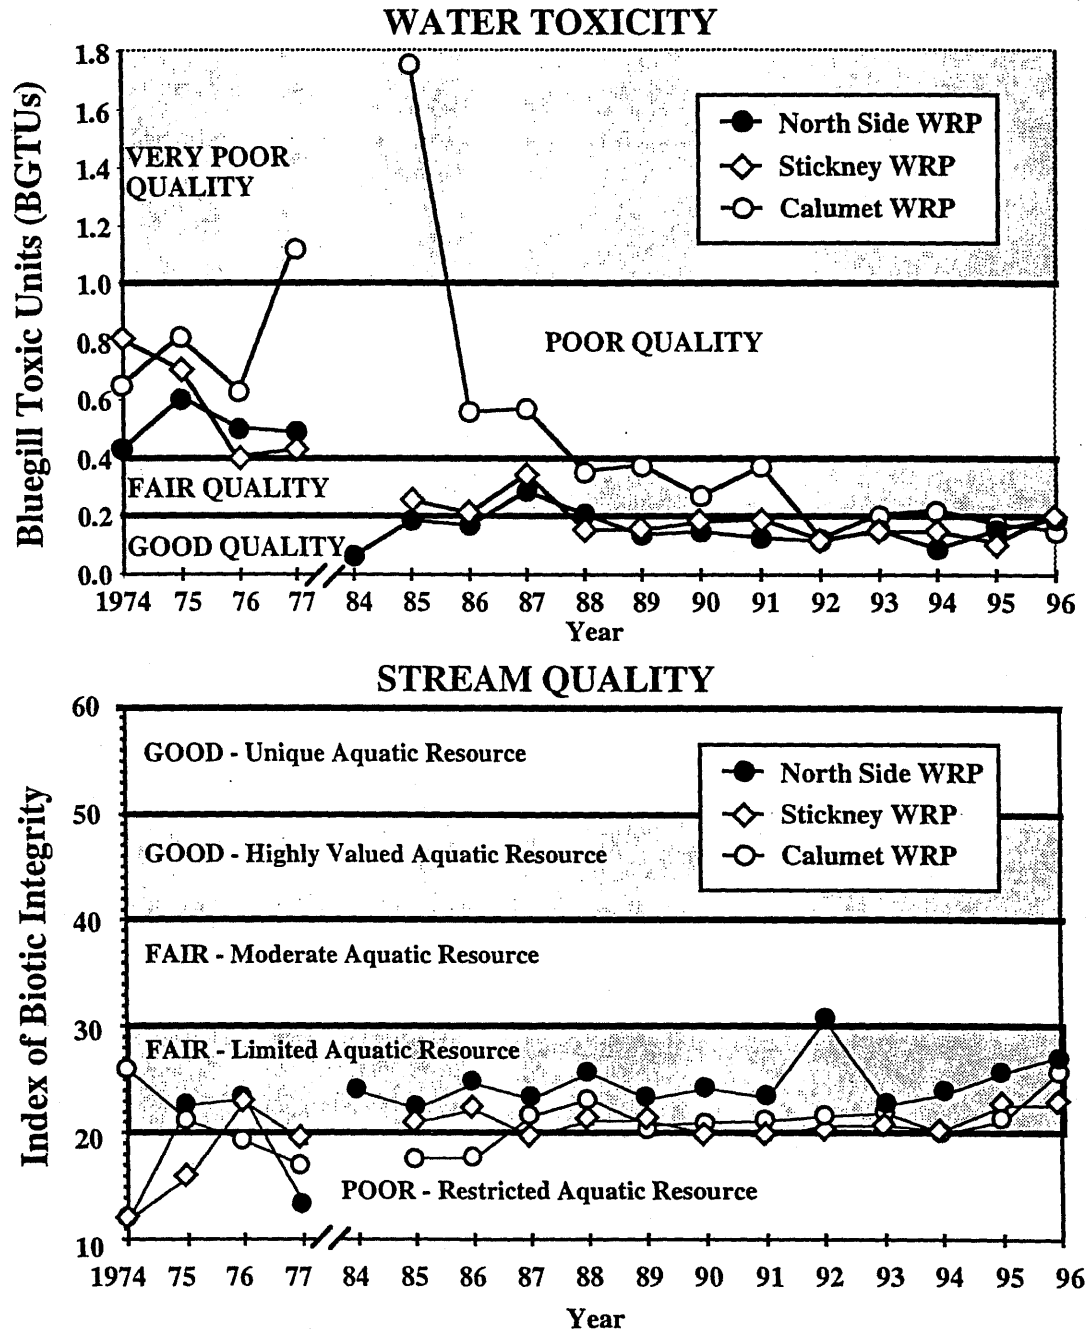 WATER TOXICITY
Bluegill Toxic Units (BGTUs)
1.8
1.6
1.4
1.2
1.0
0.8
0.6
0.4
0.2
0.0
VERY POOR
QUALITY
POOR QUALITY
FAIR QUALITY
GOOD QUALITY
North Side WRP
Stickney WRP
Calumet WRP
1974 75 76 77 84 85 86 87 88 89 90 91 92 93 94 95 96
Year
STREAM QUALITY
Index of Biotic Integrity
60
50
40
30
20
10
GOOD - Unique Aquatic Resource
GOOD - Highly Valued Aquatic Resource
FAIR - Moderate Aquatic Resource
FAIR - Limited Aquatic Resource
POOR - Restricted Aquatic Resource
North Side WRP
Stickney WRP
Calumet WRP
1974 75 76 77 84 85 86 87 88 89 90 91 92 93 94 95 96
Year